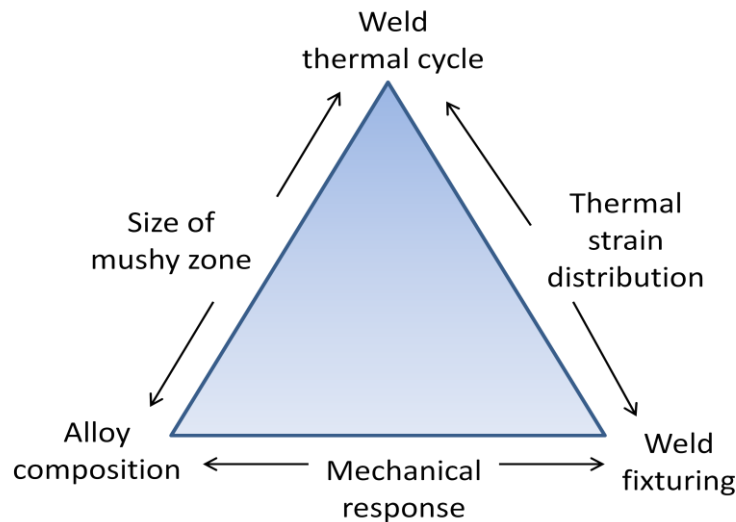 Weld
thermal cycle
Size of
mushy zone
Thermal
strain
distribution
Alloy
composition
Mechanical
response
Weld
fixturing